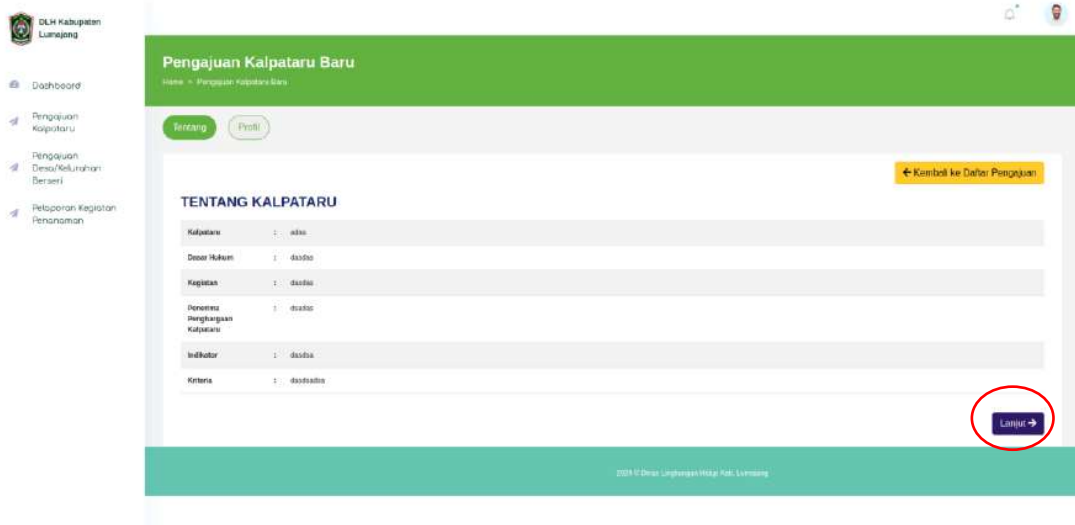 DLH Kabupaten
Lumajang
Dashboard
Pengajuan
Kalpataru
Pengajuan
Desa/Kelurahan
Berseri
Pelaporan Kegiatan
Penanaman
Pengajuan Kalpataru Baru
Home > Pengajuan Kalpataru Baru
Tentang
Profil
← Kembali ke Daftar Pengajuan
TENTANG KALPATARU
Kalpataru :
Dasar Hukum : dasdas
Kegiatan : dasdas
Penerima
Penghargaan
Kalpataru
: dsadas
Indikator : dasdsa
Kriteria : dasdsadsa
Lanjut →
© Dinas Lingkungan Hidup Kab. Lumajang